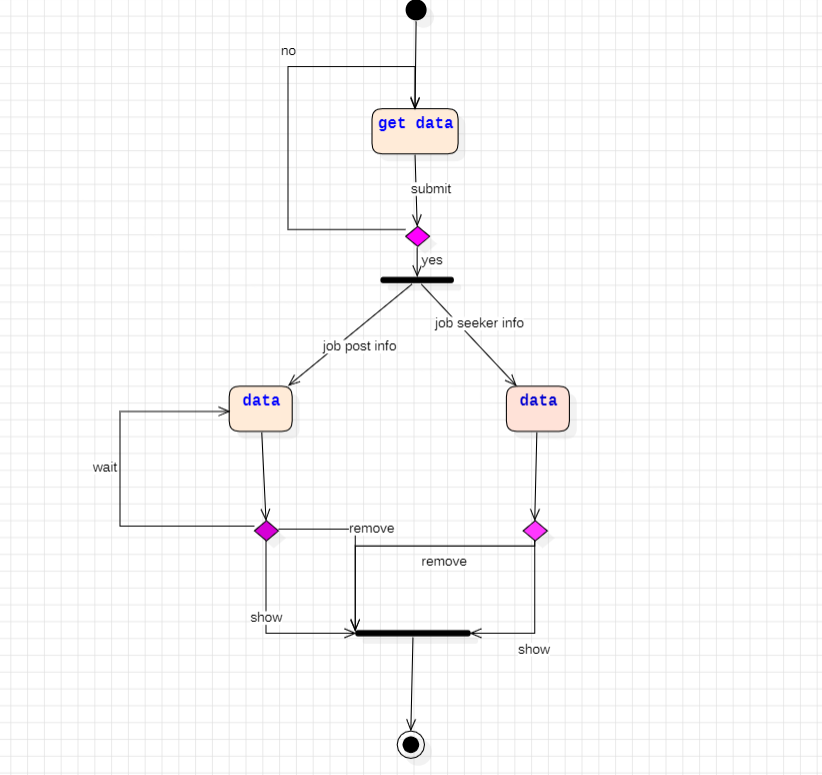 no
get data
submit
yes
job seeker info
job post info
data
data
wait
remove
remove
show
show